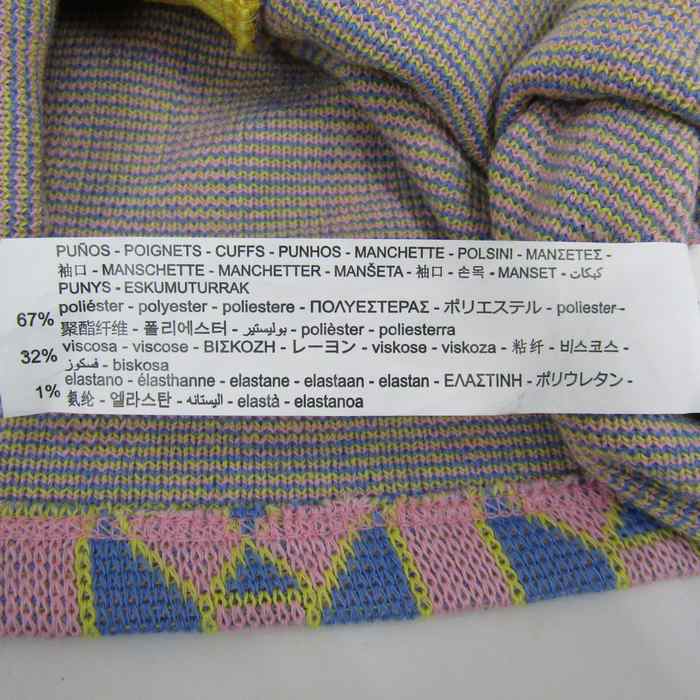 PUÑOS - POIGNETS - CUFFS - PUNHOS - MANCHETTE - POLSINI - ΜΑΝΣΕΤΕΣ -
袖口 - MANSCHETTE - MANCHETTER - MANŠETA - 袖口 - 손목 - MANSET - كبكات
PUNYS - ESKUMUTURRAK
67% poliéster - polyester - poliestere - ΠΟΛΥΕΣΤΕΡΑΣ - ポリエステル - poliester -
聚酯纤维 - 폴리에스터 - بوليستير - polièster - poliesterra
32% viscosa - viscose - ΒΙΣΚΟΖΗ - レーヨン - viskose - viskoza - 粘纤 - 비스코스 -
فسكوز - biskosa
1% elastano - élasthanne - elastane - elastaan - elastan - ΕΛΑΣΤΙΝΗ - ポリウレタン -
氨纶 - 엘라스탄 - اليستانه - elastà - elastanoa